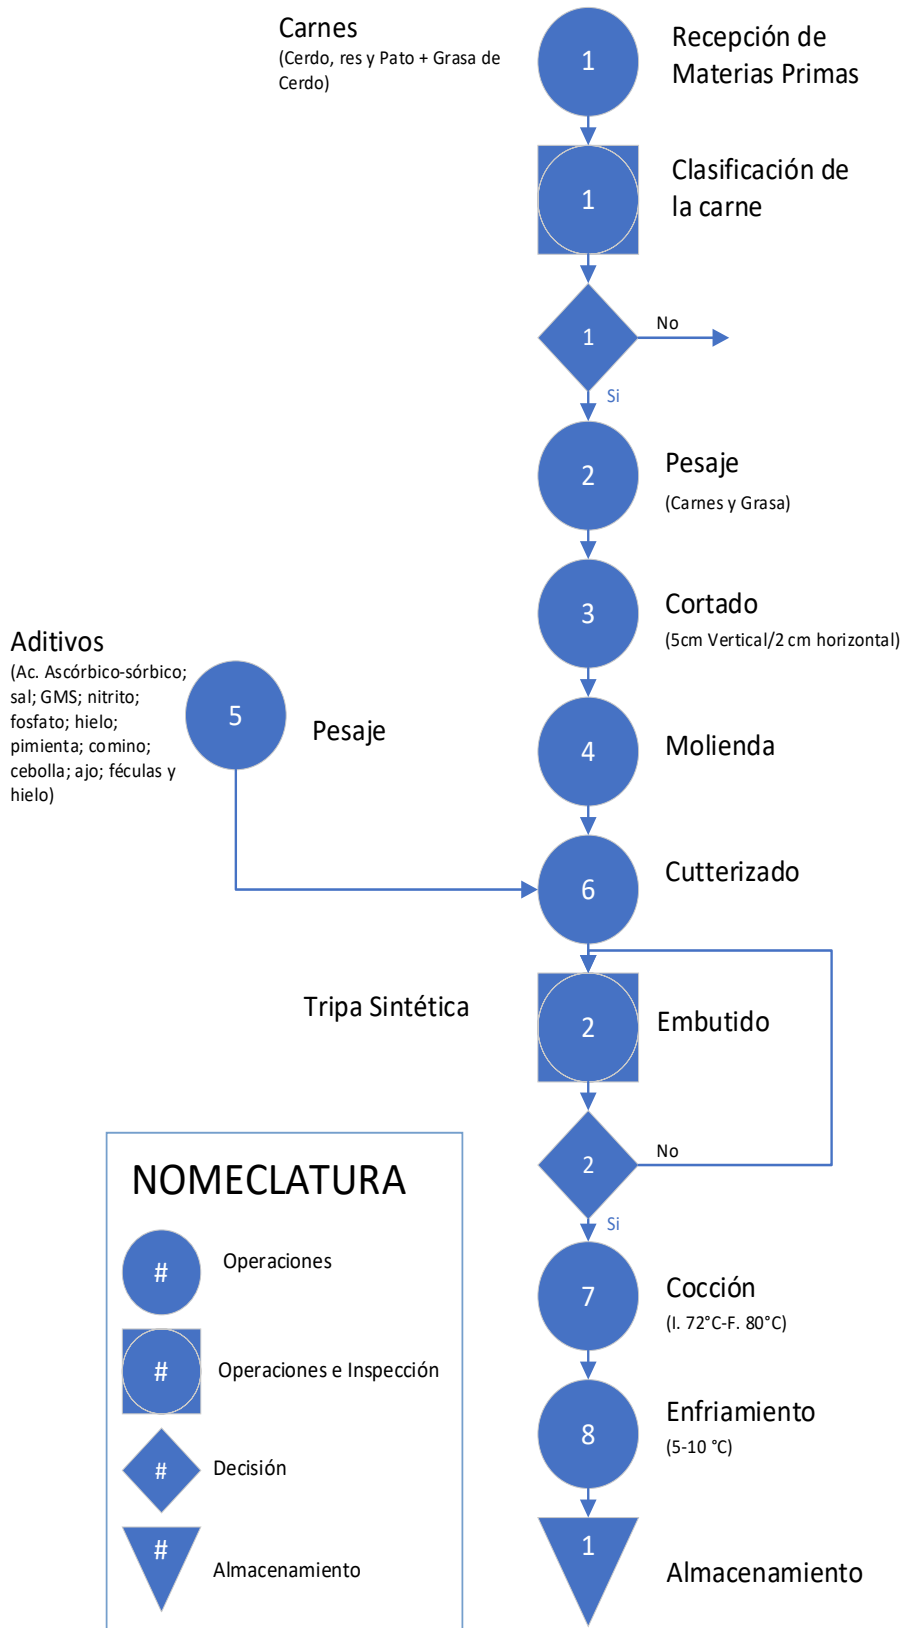 Carnes
(Cerdo, res y Pato + Grasa de
Cerdo)
1
Recepción de
Materias Primas
1
Clasificación de
la carne
1
No
Si
2
Pesaje
(Carnes y Grasa)
3
Cortado
(5cm Vertical/2 cm horizontal)
Aditivos
(Ac. Ascórbico-sórbico;
sal; GMS; nitrito;
fosfato; hielo;
pimienta; comino;
cebolla; ajo; féculas y
hielo)
5
Pesaje
4
Molienda
6
Cutterizado
Tripa Sintética
2
Embutido
2
No
Si
7
Cocción
(I. 72°C-F. 80°C)
8
Enfriamiento
(5-10 °C)
1
Almacenamiento
NOMECLATURA
#
Operaciones
#
Operaciones e Inspección
#
Decisión
#
Almacenamiento